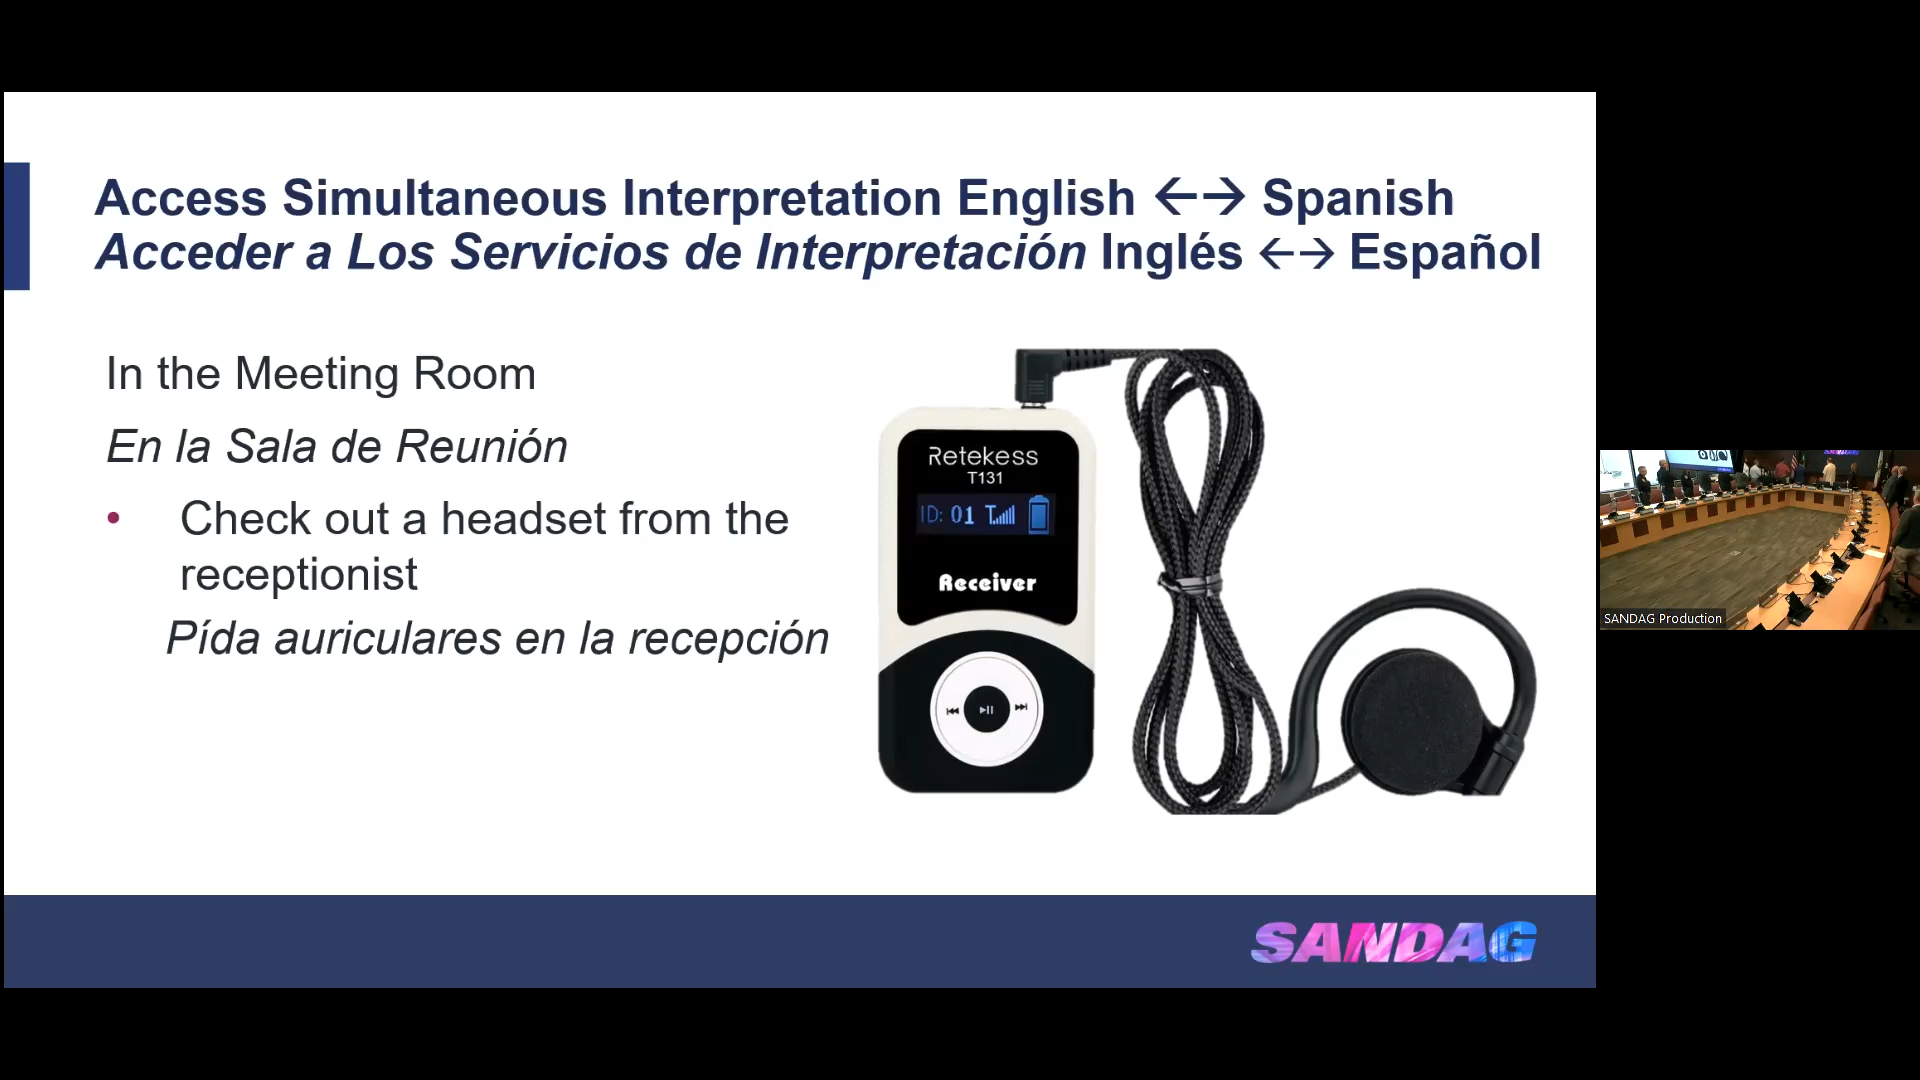 Access Simultaneous Interpretation English ←→ Spanish
Acceder a Los Servicios de Interpretación Inglés ←→ Español
In the Meeting Room
En la Sala de Reunión
• Check out a headset from the
receptionist
Pída auriculares en la recepción
Retekess
T131
ID: 01
Receiver
SANDAG
SANDAG Production